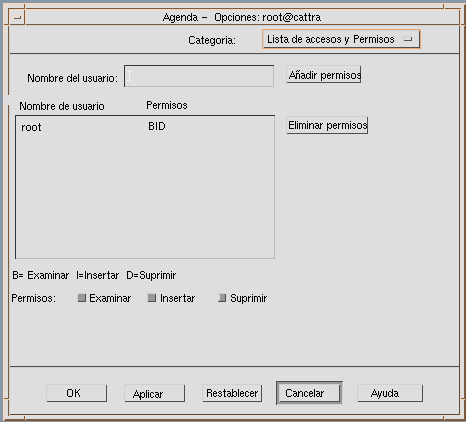 Agenda - Opciones: root@cattra
Categoría: Lista de accesos y Permisos
Nombre del usuario: Añadir permisos
Nombre de usuario Permisos
root BID Eliminar permisos
B= Examinar I=Insertar D=Suprimir
Permisos: Examinar Insertar Suprimir
OK Aplicar Restablecer Cancelar Ayuda